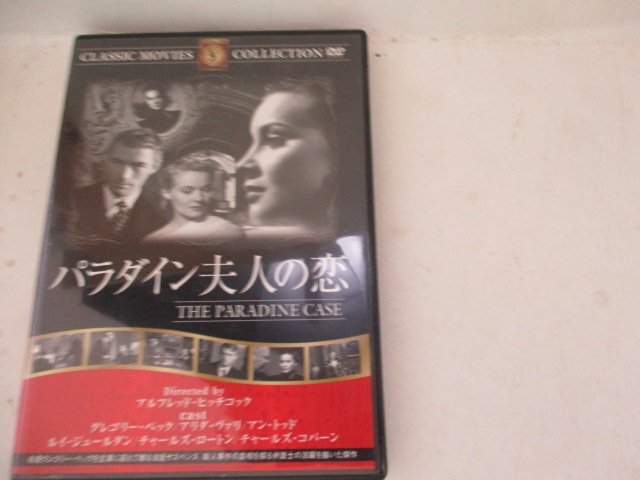 CLASSIC MOVIES COLLECTION DVD
パラダイン夫人の恋
THE PARADINE CASE
Directed by
アルフレッド・ヒッチコック
cast
グレゴリー・ペック/アリダ・ヴァリ/アン・トッド
ルイ・ジュールダン/チャールズ・ロートン/チャールズ・コバーン